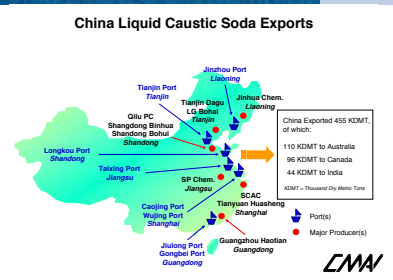 China Liquid Caustic Soda Exports
Jinzhou Port
Liaoning
Tianjin Port
Tianjin
Tianjin Dagu
LG Bohai
Tianjin
Jinhua Chem.
Liaoning
Qilu PC
Shangdong Binhua
Shandong Bohui
Shandong
Longkou Port
Shandong
Taixing Port
Jiangsu
SP Chem.
Jiangsu
SCAC
Tianyuan Huasheng
Shanghai
Caojing Port
Wujing Port
Shanghai
Jiulong Port
Gongbei Port
Guangdong
Guangzhou Haotian
Guangdong
China Exported 455 KDMT,
of which:
110 KDMT to Australia
96 KDMT to Canada
44 KDMT to India
KDMT = Thousand Dry Metric Tons
Port(s)
Major Producer(s)
CMAI